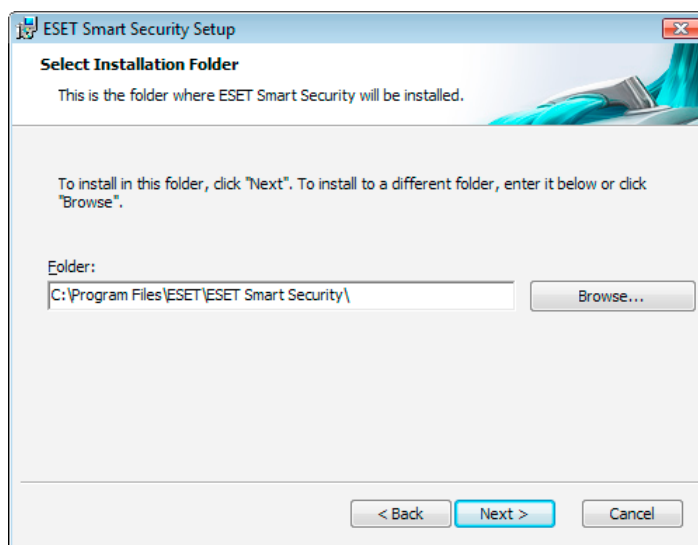 ESET Smart Security Setup
Select Installation Folder
This is the folder where ESET Smart Security will be installed.
To install in this folder, click "Next". To install to a different folder, enter it below or click
"Browse".
Folder:
C:\Program Files\ESET\ESET Smart Security\
Browse...
< Back
Next >
Cancel